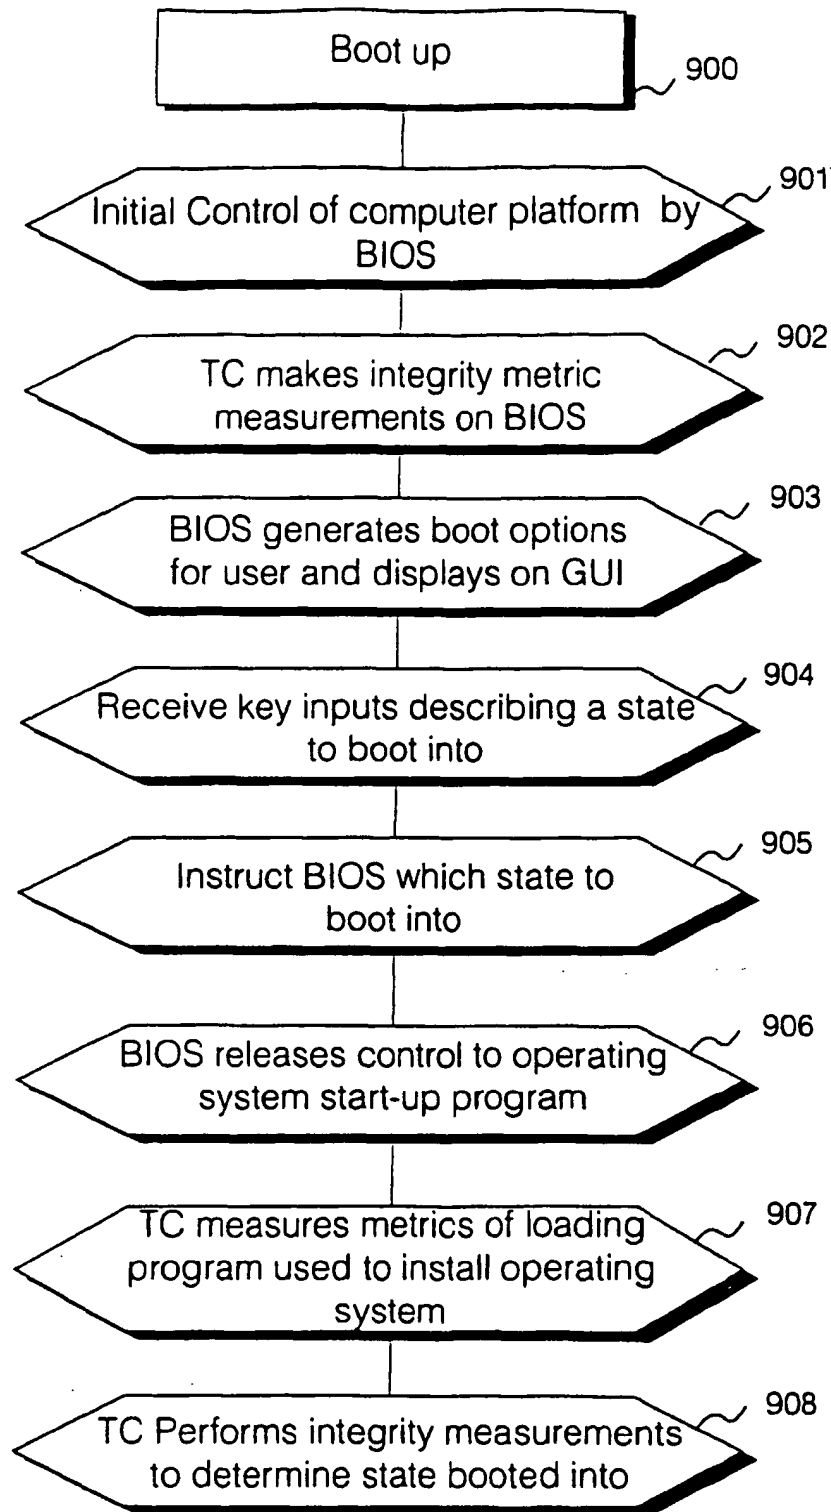 Boot up
900
Initial Control of computer platform by
BIOS
901
TC makes integrity metric
measurements on BIOS
902
BIOS generates boot options
for user and displays on GUI
903
Receive key inputs describing a state
to boot into
904
Instruct BIOS which state to
boot into
905
BIOS releases control to operating
system start-up program
906
TC measures metrics of loading
program used to install operating
system
907
TC Performs integrity measurements
to determine state booted into
908